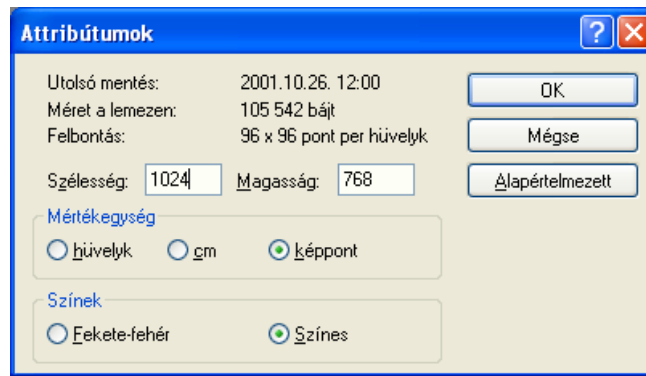 Attribútumok
Utolsó mentés: 2001.10.26. 12:00
Méret a lemezen: 105 542 bájt
Felbontás: 96 x 96 pont per hüvelyk
Szélesség: 1024 Magasság: 768
Mértékegység
hüvelyk cm képpont
Színek
Fekete-fehér Színes
OK
Mégse
Alapértelmezett